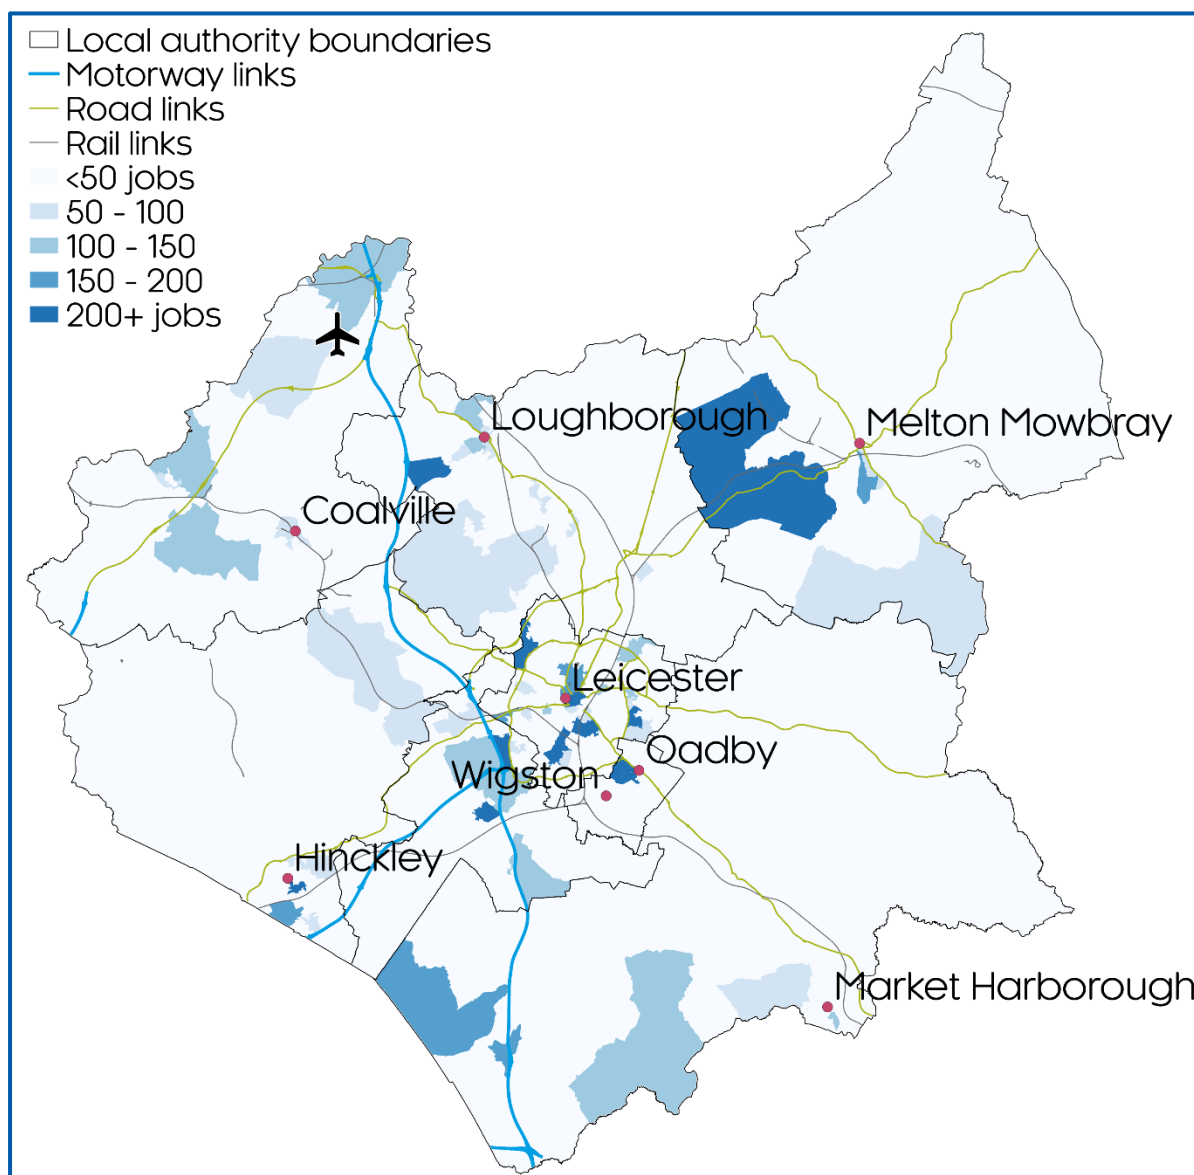 Local authority boundaries
Motorway links
Road links
Rail links
<50 jobs
50 - 100
100 - 150
150 - 200
200+ jobs
Loughborough
Melton Mowbray
Coalville
Leicester
Oadby
Wigston
Hinckley
Market Harborough